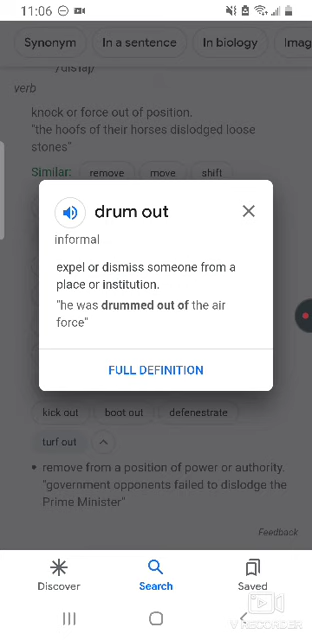 11:06
Synonym In a sentence In biology Imag
verb
knock or force out of position.
"the hoofs of their horses dislodged loose
stones"
Similar: remove move shift
drum out
informal
expel or dismiss someone from a
place or institution.
"he was drummed out of the air
force"
FULL DEFINITION
kick out boot out defenestrate
turf out
• remove from a position of power or authority.
"government opponents failed to dislodge the
Prime Minister"
Feedback
Discover Search Saved
V RECORDER